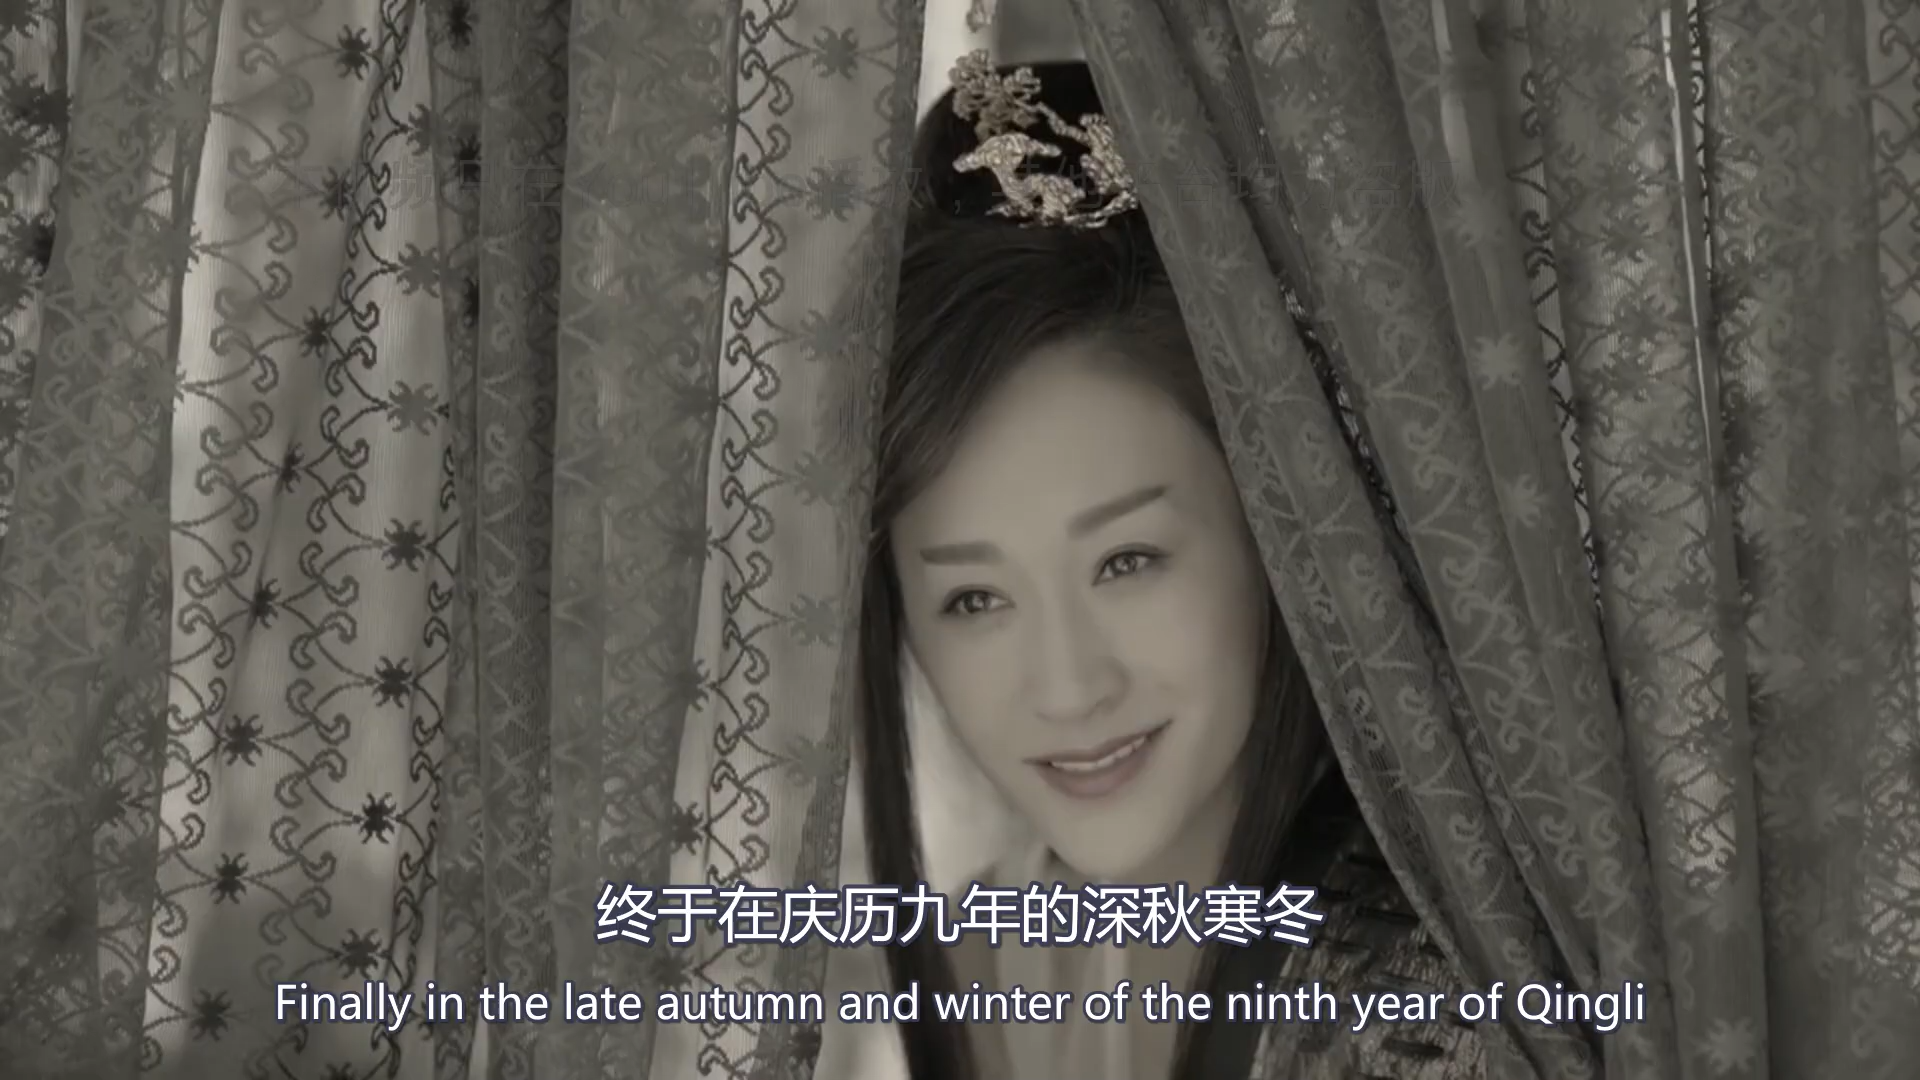 终于在庆历九年的深秋寒冬
Finally in the late autumn and winter of the ninth year of Qingli